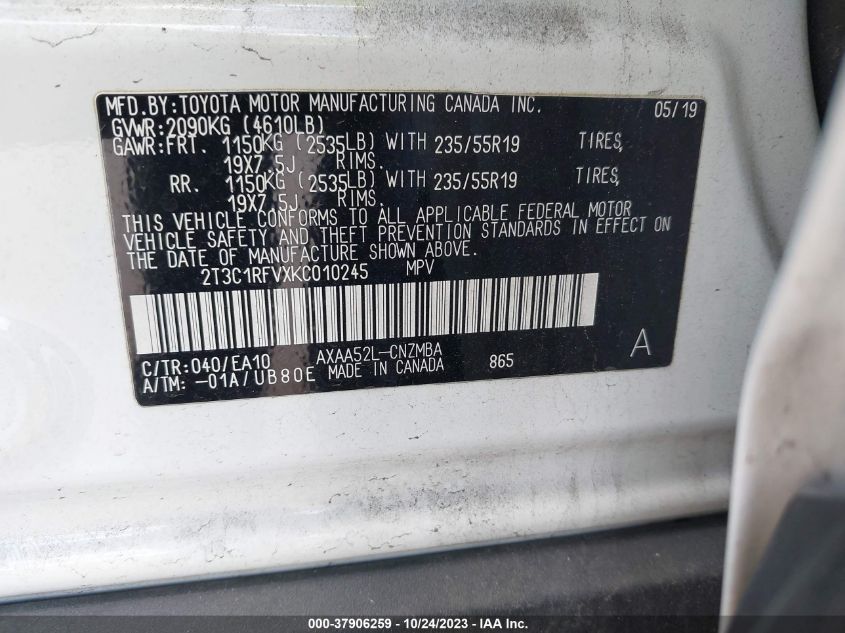 MFD.BY:TOYOTA MOTOR MANUFACTURING CANADA INC. 05/19
GVWR:2090KG (4610LB)
GAWR:FRT. 1150KG (2535LB) WITH 235/55R19 TIRES,
19X7.5J RIMS.
RR. 1150KG (2535LB) WITH 235/55R19 TIRES,
19X7.5J RIMS.
THIS VEHICLE CONFORMS TO ALL APPLICABLE FEDERAL MOTOR
VEHICLE SAFETY AND THEFT PREVENTION STANDARDS IN EFFECT ON
THE DATE OF MANUFACTURE SHOWN ABOVE.
2T3C1RFVXKC010245 MPV
C/TR:040/EA10 AXAA52L-CNZMBA 865 A
A/TM: -01A/UB80E MADE IN CANADA
000-37906259 - 10/24/2023 - © Copyright 2023 - IAA Inc.